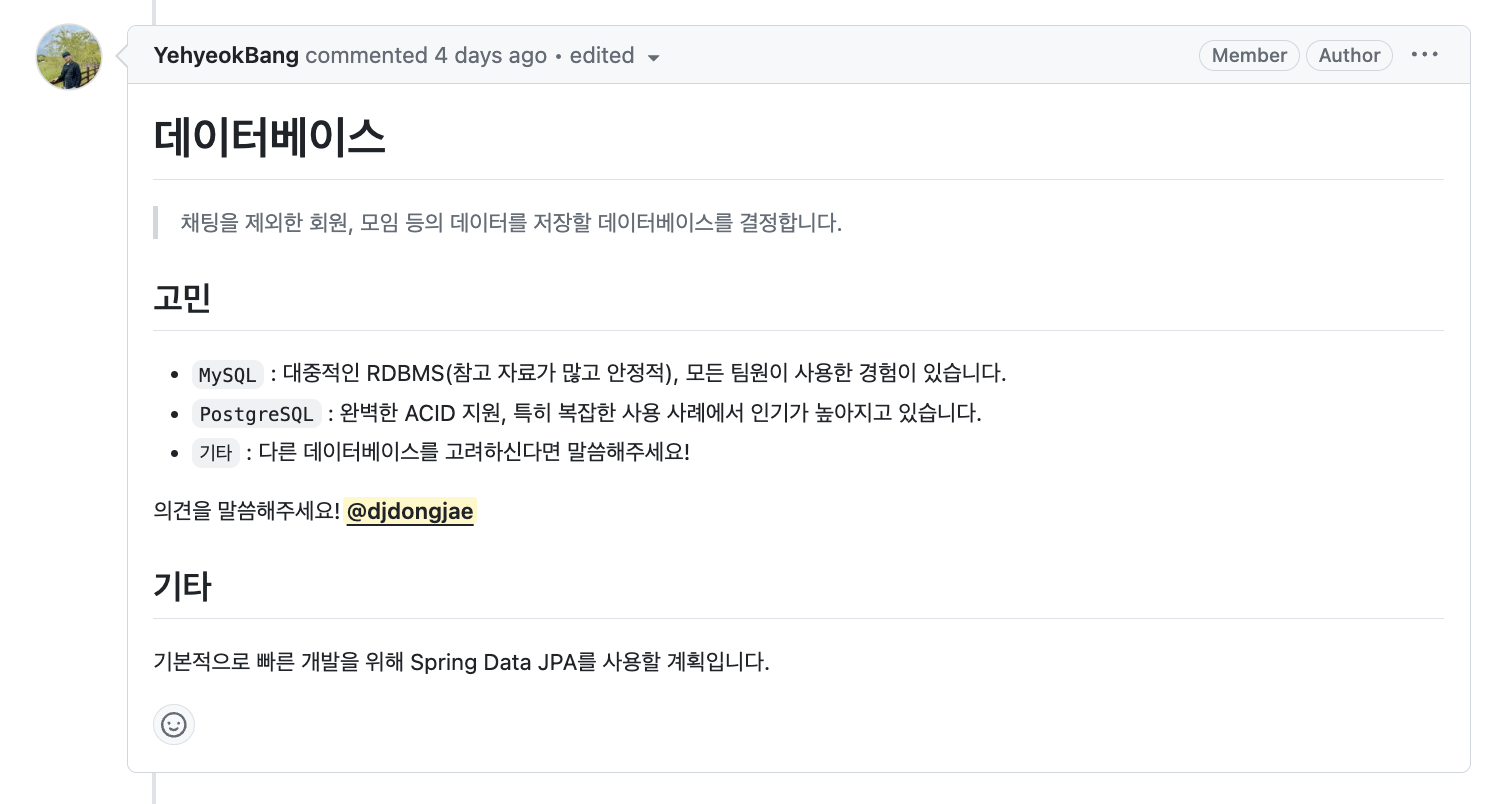 YehyeokBang commented 4 days ago • edited
Member
Author
데이터베이스
채팅을 제외한 회원, 모임 등의 데이터를 저장할 데이터베이스를 결정합니다.
고민
• MySQL : 대중적인 RDBMS(참고 자료가 많고 안정적), 모든 팀원이 사용한 경험이 있습니다.
• PostgreSQL : 완벽한 ACID 지원, 특히 복잡한 사용 사례에서 인기가 높아지고 있습니다.
• 기타 : 다른 데이터베이스를 고려하신다면 말씀해주세요!
의견을 말씀해주세요! @djdongjae
기타
기본적으로 빠른 개발을 위해 Spring Data JPA를 사용할 계획입니다.